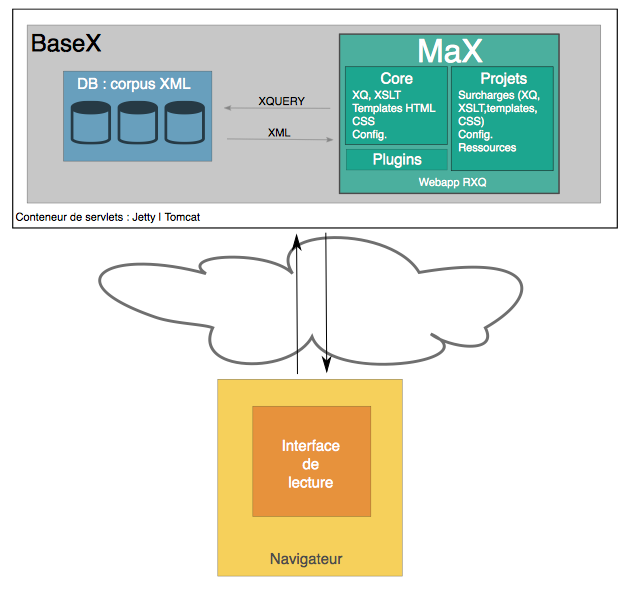 BaseX
MaX
DB : corpus XML
XQUERY
XML
Core
XQ, XSLT
Templates HTML
CSS
Config.
Plugins
Projets
Surcharges (XQ,
XSLT,templates,
CSS)
Config.
Ressources
Webapp RXQ
Conteneur de servlets : Jetty | Tomcat
Interface
de
lecture
Navigateur